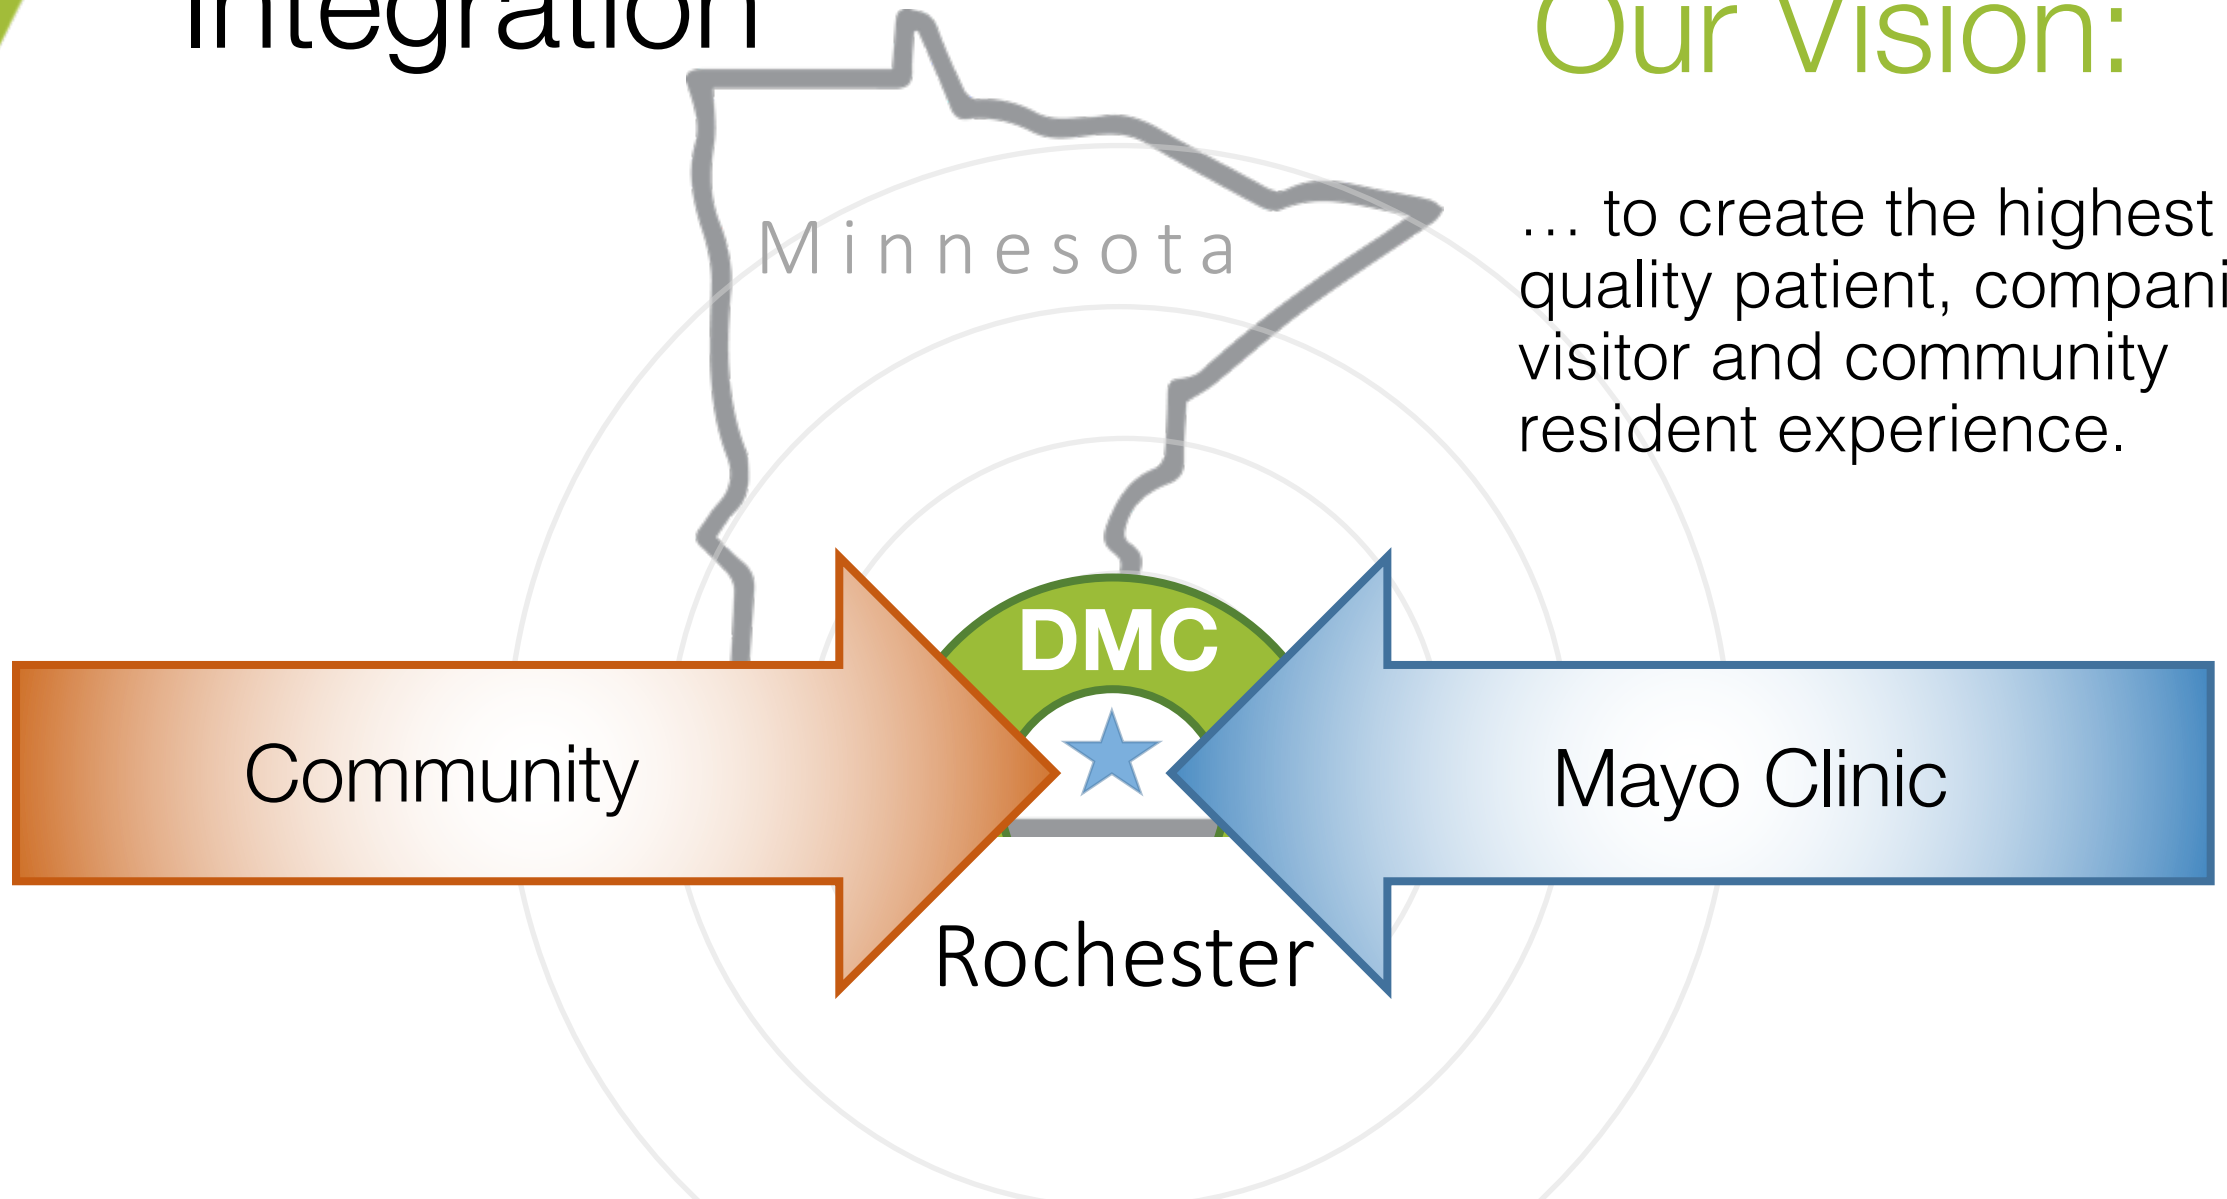 Integration
Our Vision:
Minnesota
… to create the highest
quality patient, compani
visitor and community
resident experience.
DMC
Community
Mayo Clinic
Rochester